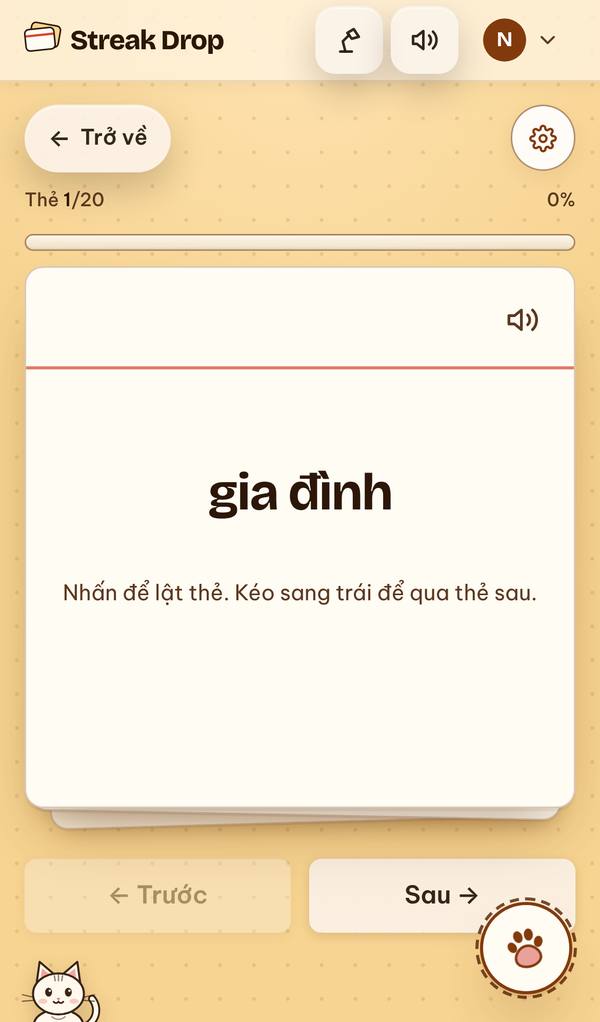 Streak Drop
N
← Trở về
Thẻ 1/20
0%
gia đình
Nhấn để lật thẻ. Kéo sang trái để qua thẻ sau.
← Trước
Sau →